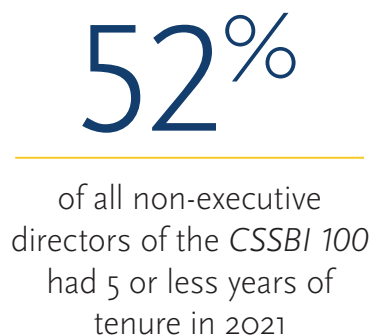 52%
of all non-executive
directors of the CSSBI 100
had 5 or less years of
tenure in 2021